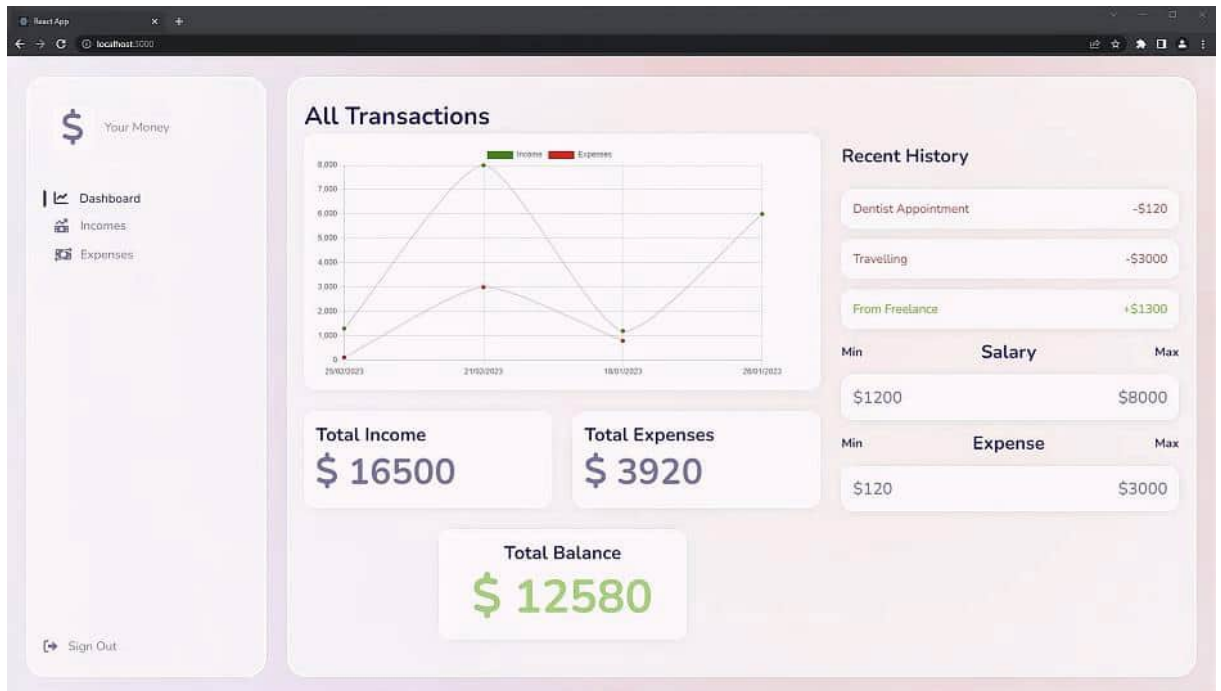 React App
localhost:3000
Your Money
Dashboard
Incomes
Expenses
Sign Out
All Transactions
Income Expenses
8,000
7,000
6,000
5,000
4,000
3,000
2,000
1,000
0
25/02/2023 21/02/2023 18/01/2023 26/01/2023
Total Income
$ 16500
Total Expenses
$ 3920
Total Balance
$ 12580
Recent History
Dentist Appointment -$120
Travelling -$3000
From Freelance +$1300
Min Salary Max
$1200 $8000
Min Expense Max
$120 $3000